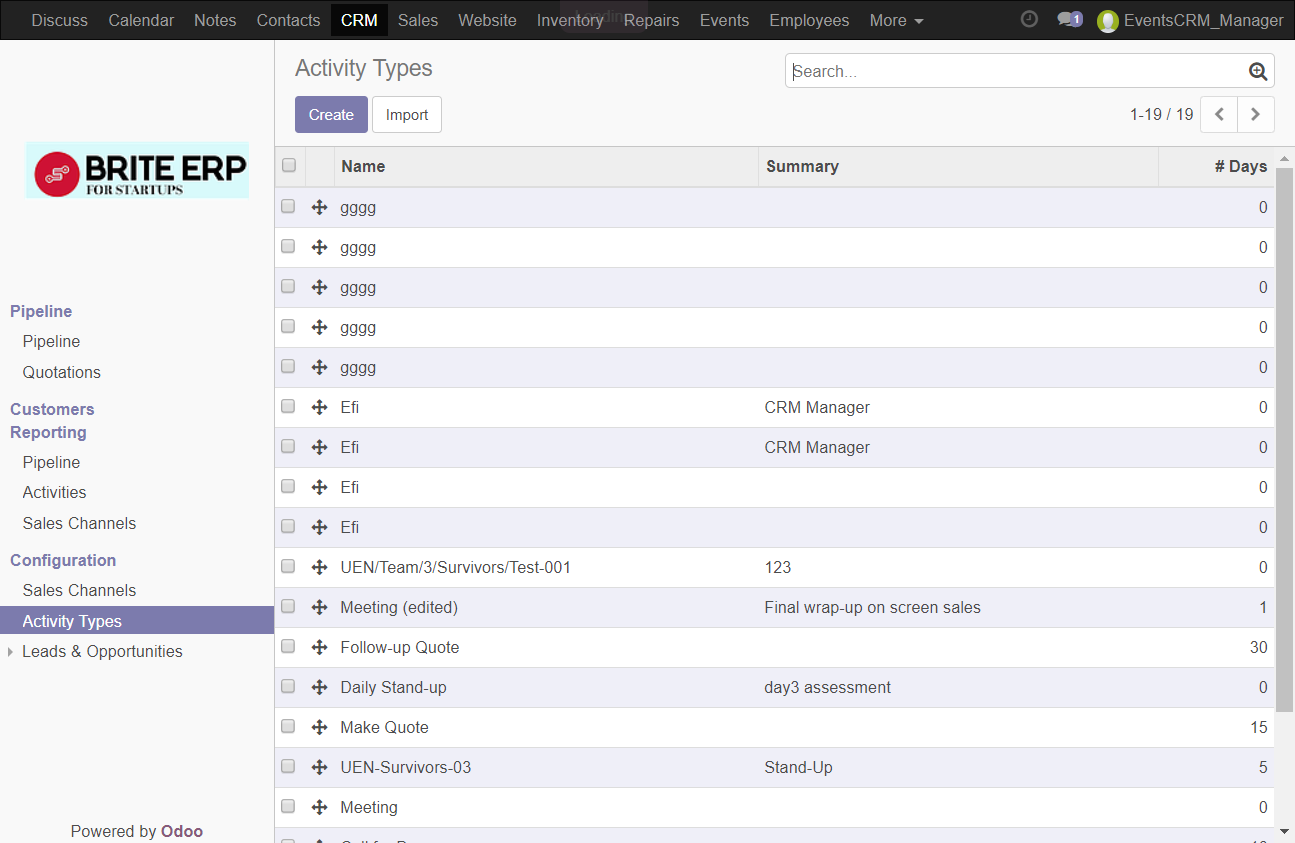 Discuss Calendar Notes Contacts CRM Sales Website Inventory Repairs Events Employees More 1 EventsCRM_Manager
Activity Types
Search...
Create Import
1-19 / 19
BRITE ERP
FOR STARTUPS
Pipeline
Pipeline
Quotations
Customers
Reporting
Pipeline
Activities
Sales Channels
Configuration
Sales Channels
Activity Types
Leads & Opportunities
Powered by Odoo
Name Summary # Days
gggg 0
gggg 0
gggg 0
gggg 0
gggg 0
Efi CRM Manager 0
Efi CRM Manager 0
Efi 0
Efi 0
UEN/Team/3/Survivors/Test-001 123 0
Meeting (edited) Final wrap-up on screen sales 1
Follow-up Quote 30
Daily Stand-up day3 assessment 0
Make Quote 15
UEN-Survivors-03 Stand-Up 5
Meeting 0